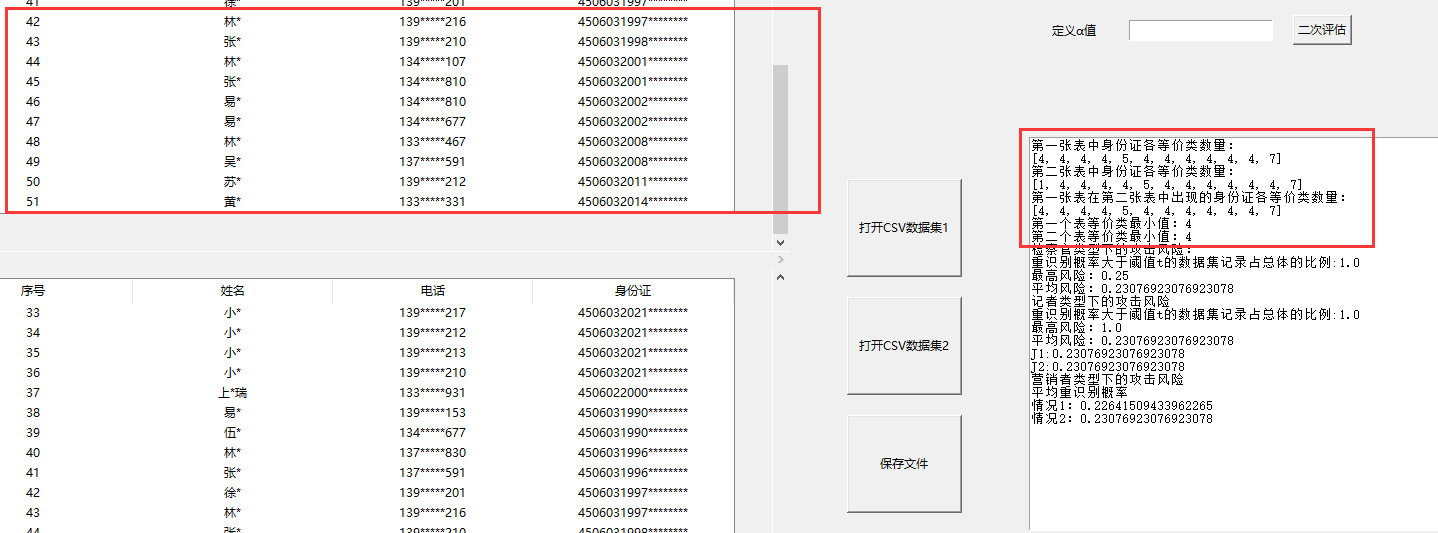 41 徐* 139*****201 4506031997********
42 林* 139*****216 4506031997********
43 张* 139*****210 4506031998********
44 林* 134*****107 4506032001********
45 张* 134*****810 4506032001********
46 易* 134*****810 4506032002********
47 易* 134*****677 4506032002********
48 林* 133*****467 4506032008********
49 吴* 137*****591 4506032008********
50 苏* 139*****212 4506032011********
51 黄* 133*****331 4506032014********
序号 姓名 电话 身份证
33 小* 139*****217 4506032021********
34 小* 139*****212 4506032021********
35 小* 139*****213 4506032021********
36 小* 139*****210 4506032021********
37 上*瑞 133*****931 4506022000********
38 易* 139*****153 4506031990********
39 伍* 134*****677 4506031990********
40 林* 137*****830 4506031996********
41 张* 137*****591 4506031996********
42 徐* 139*****201 4506031997********
43 林* 139*****216 4506031997********
44 张* 139*****210 4506031998********
打开CSV数据集1
打开CSV数据集2
保存文件
定义α值 二次评估
第一张表中身份证各等价类数量:
[4, 4, 4, 4, 5, 4, 4, 4, 4, 4, 4, 7]
第二张表中身份证各等价类数量:
[1, 4, 4, 4, 4, 5, 4, 4, 4, 4, 4, 4, 7]
第一张表在第二张表中出现的身份证各等价类数量:
[4, 4, 4, 4, 5, 4, 4, 4, 4, 4, 4, 7]
第一个表等价类最小值: 4
第二个表等价类最小值: 4
检察官类型下的攻击风险:
重识别概率大于阈值t的数据集记录占总体的比例:1.0
最高风险: 0.25
平均风险: 0.23076923076923078
记者类型下的攻击风险
重识别概率大于阈值t的数据集记录占总体的比例:1.0
最高风险: 1.0
平均风险: 0.23076923076923078
J1:0.23076923076923078
J2:0.23076923076923078
营销者类型下的攻击风险
平均重识别概率
情况1: 0.22641509433962265
情况2: 0.23076923076923078